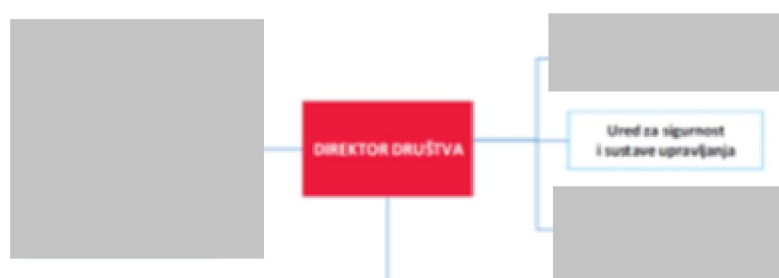 DIREKTOR DRUŠTVA
Ured za sigurnost
i sustave upravljanja